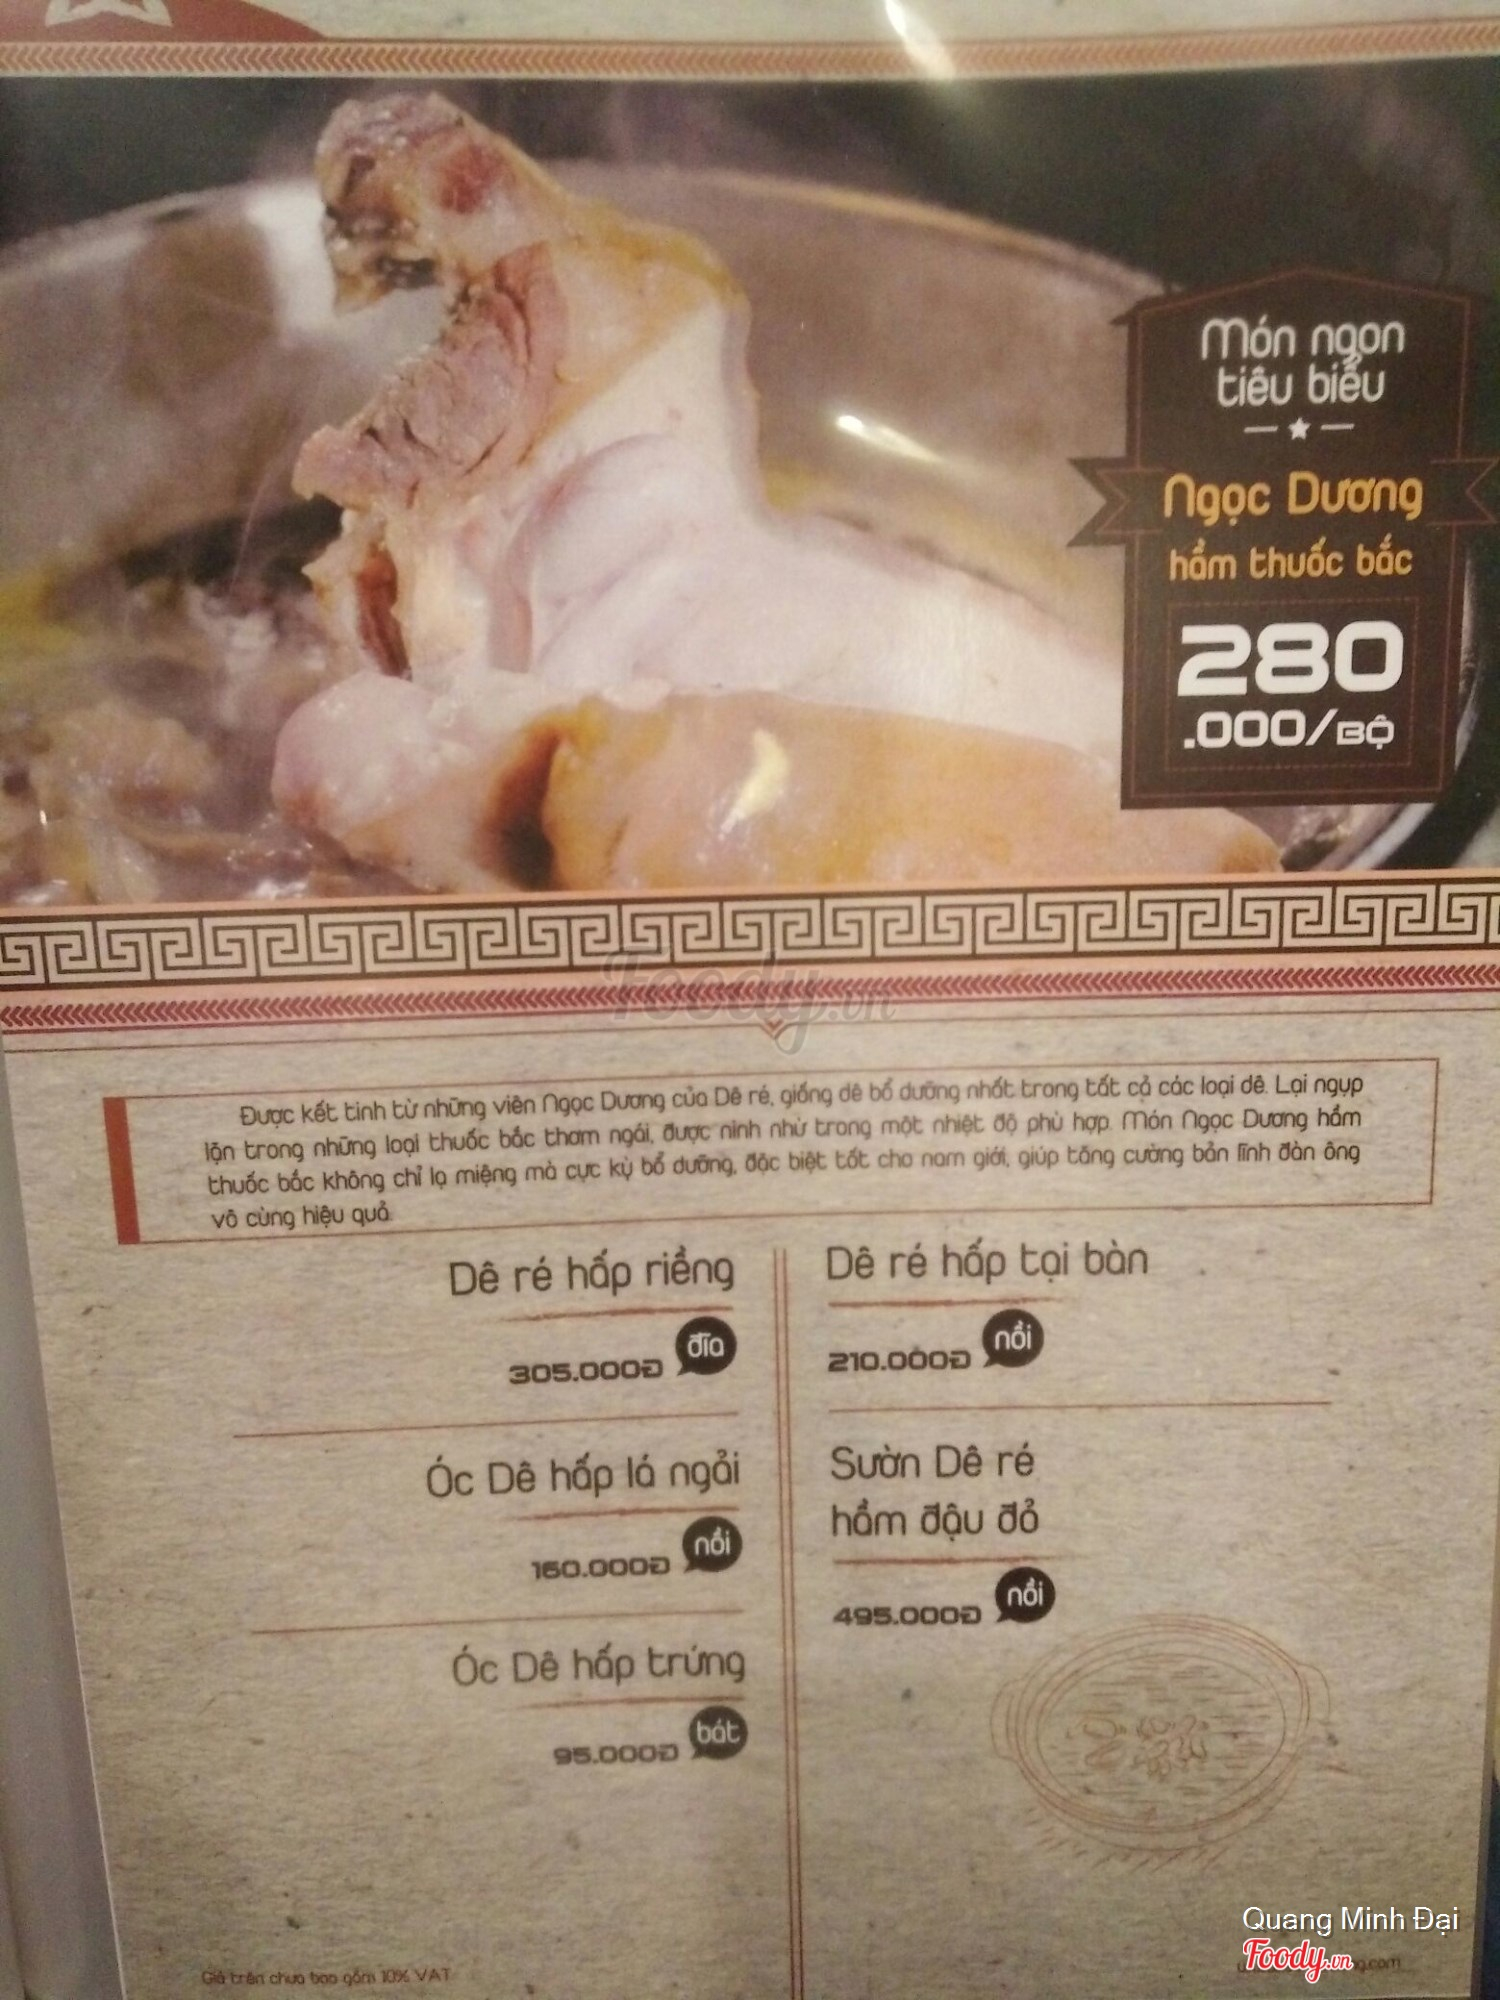 Món ngon
tiêu biểu
Ngọc Dương
hầm thuốc bắc
280
.000/BỘ
Foody.vn
Được kết tinh từ những viên Ngọc Dương của Dê ré, giống dê bổ dưỡng nhất trong tất cả các loại dê. Lại ngụp
lặn trong những loại thuốc bắc thơm ngái, được ninh nhừ trong một nhiệt độ phù hợp. Món Ngọc Dương hầm
thuốc bắc không chỉ lạ miệng mà cực kỳ bổ dưỡng, đặc biệt tốt cho nam giới, giúp tăng cường bản lĩnh đàn ông
vô cùng hiệu quả.
Dê ré hấp riềng
305.000Đ đĩa
Óc Dê hấp lá ngải
160.000Đ nồi
Óc Dê hấp trứng
95.000Đ bát
Dê ré hấp tại bàn
210.000Đ nồi
Sườn Dê ré
hầm đậu đỏ
495.000Đ nồi
Giá trên chưa bao gồm 10% VAT
Quang Minh Đại
Foody.vn